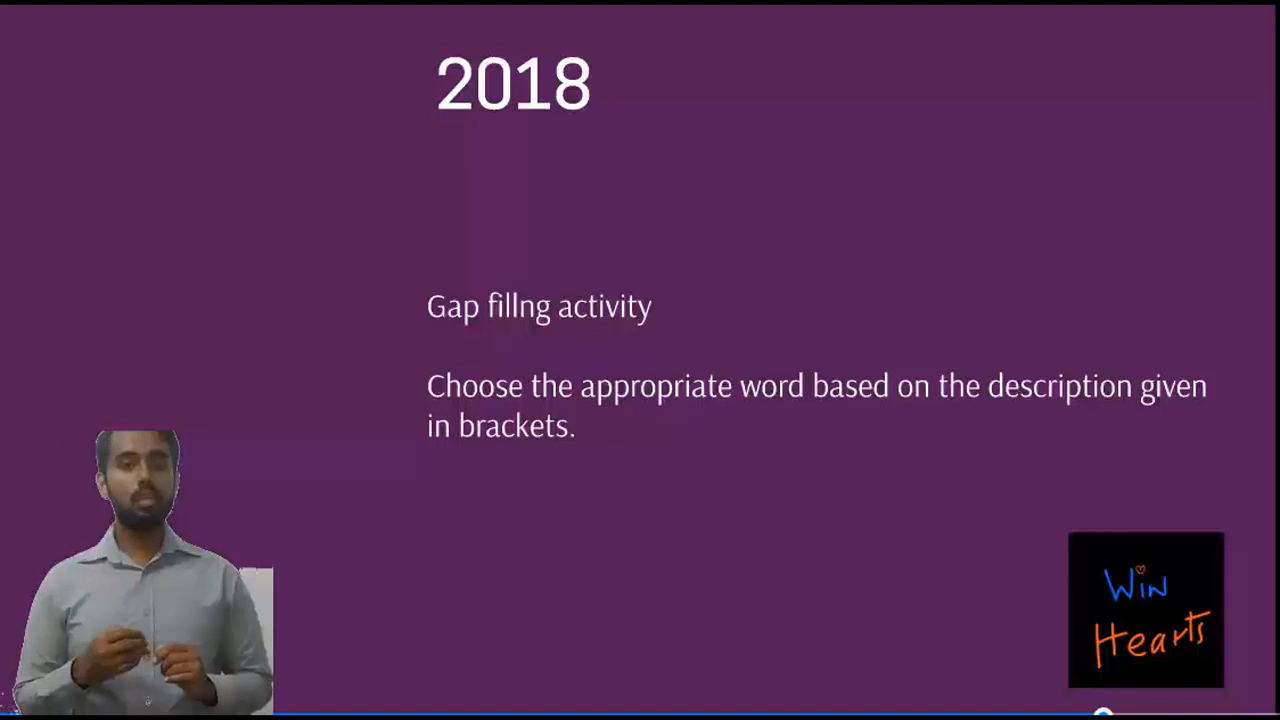 2018
Gap fillng activity
Choose the appropriate word based on the description given
in brackets.
Win
Hearts